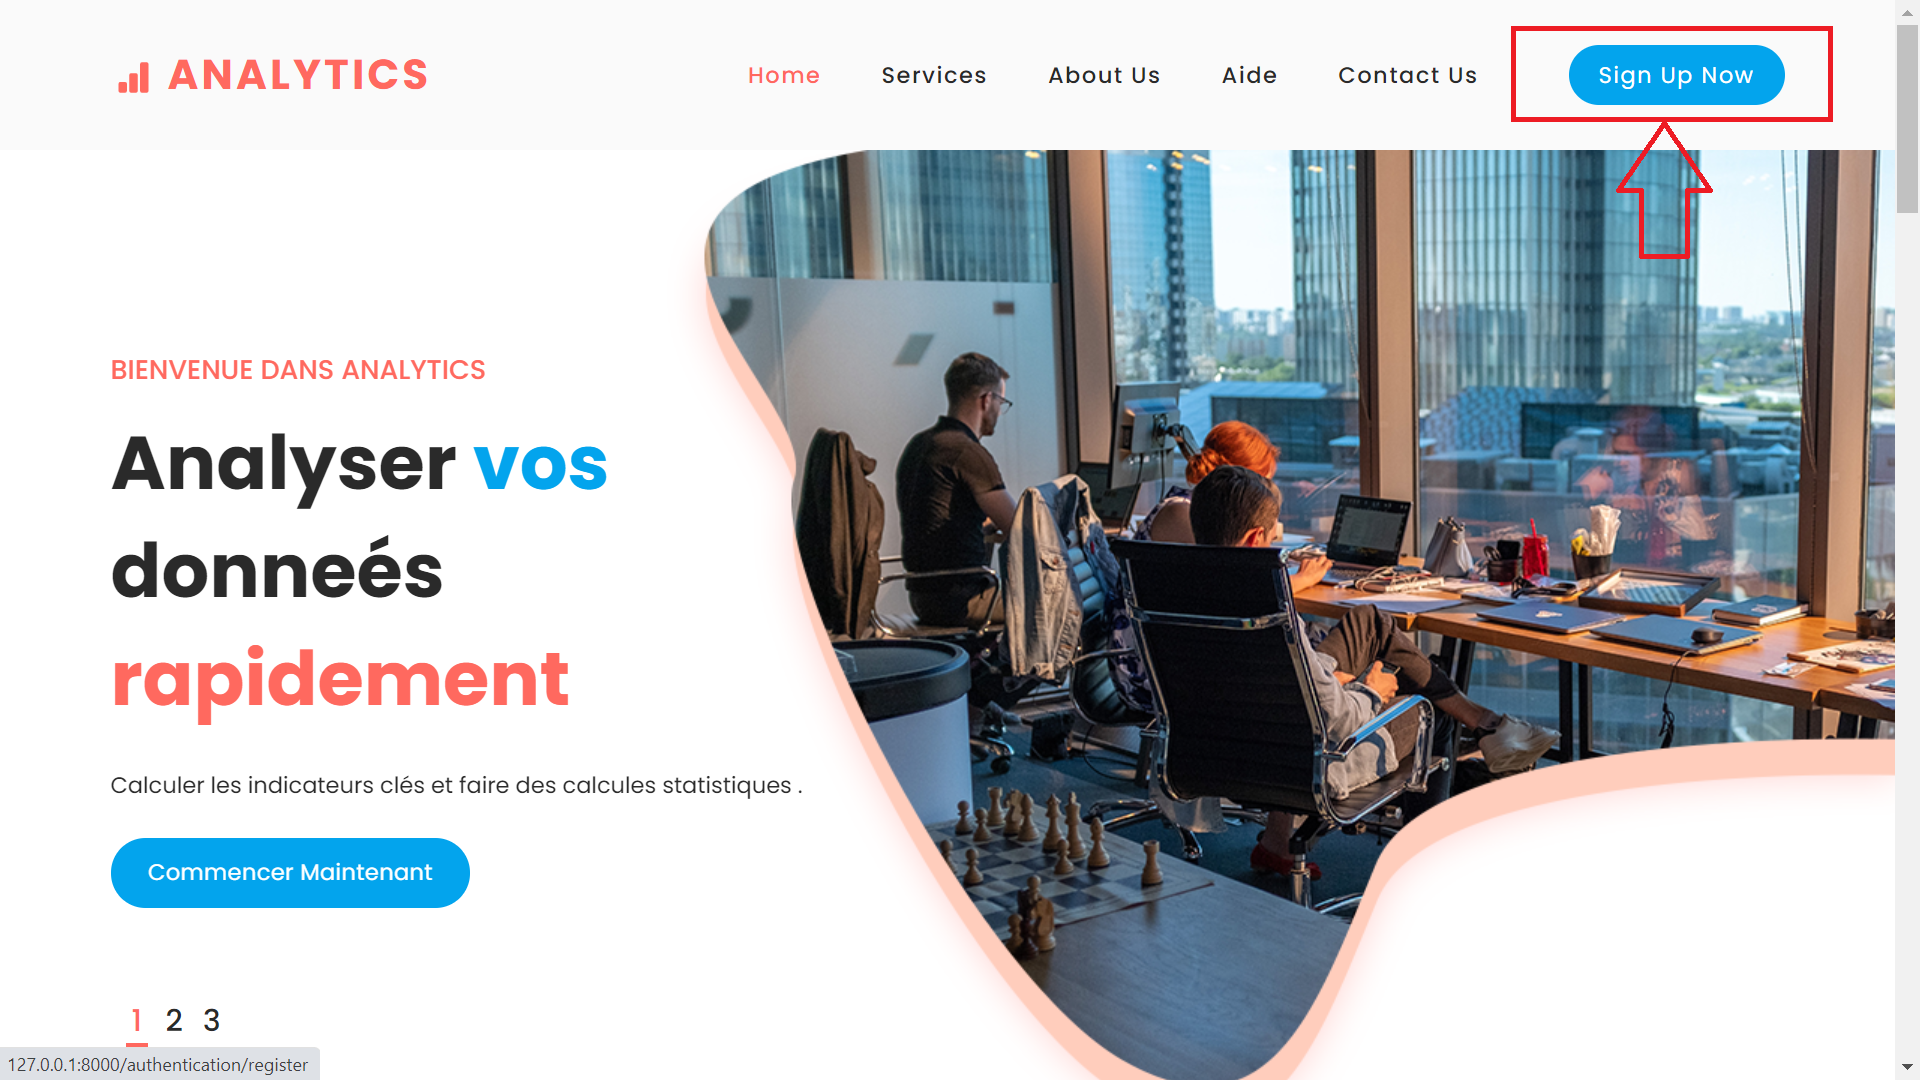 ANALYTICS
Home Services About Us Aide Contact Us Sign Up Now
BIENVENUE DANS ANALYTICS
Analyser vos
donneés
rapidement
Calculer les indicateurs clés et faire des calcules statistiques .
Commencer Maintenant
1 2 3
127.0.0.1:8000/authentication/register